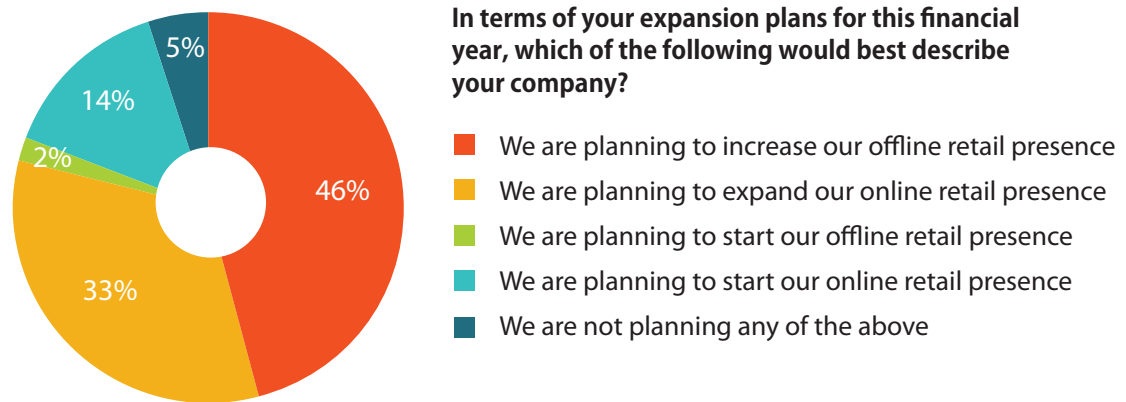 In terms of your expansion plans for this financial
year, which of the following would best describe
your company?
5%
14%
2%
46%
33%
We are planning to increase our offline retail presence
We are planning to expand our online retail presence
We are planning to start our offline retail presence
We are planning to start our online retail presence
We are not planning any of the above